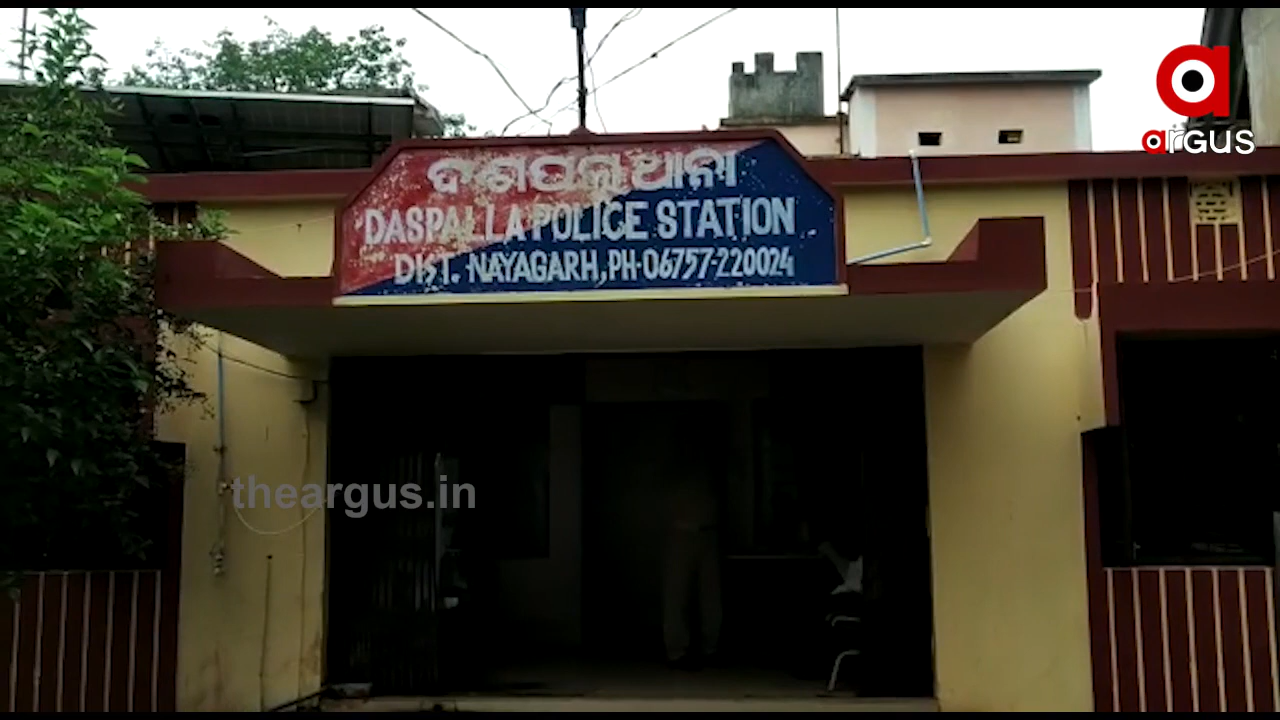 argus
ଦଶପଲ୍ଲା ଥାନା
DASPALLA POLICE STATION
DIST. NAYAGARH, PH-06757-220024
theargus.in